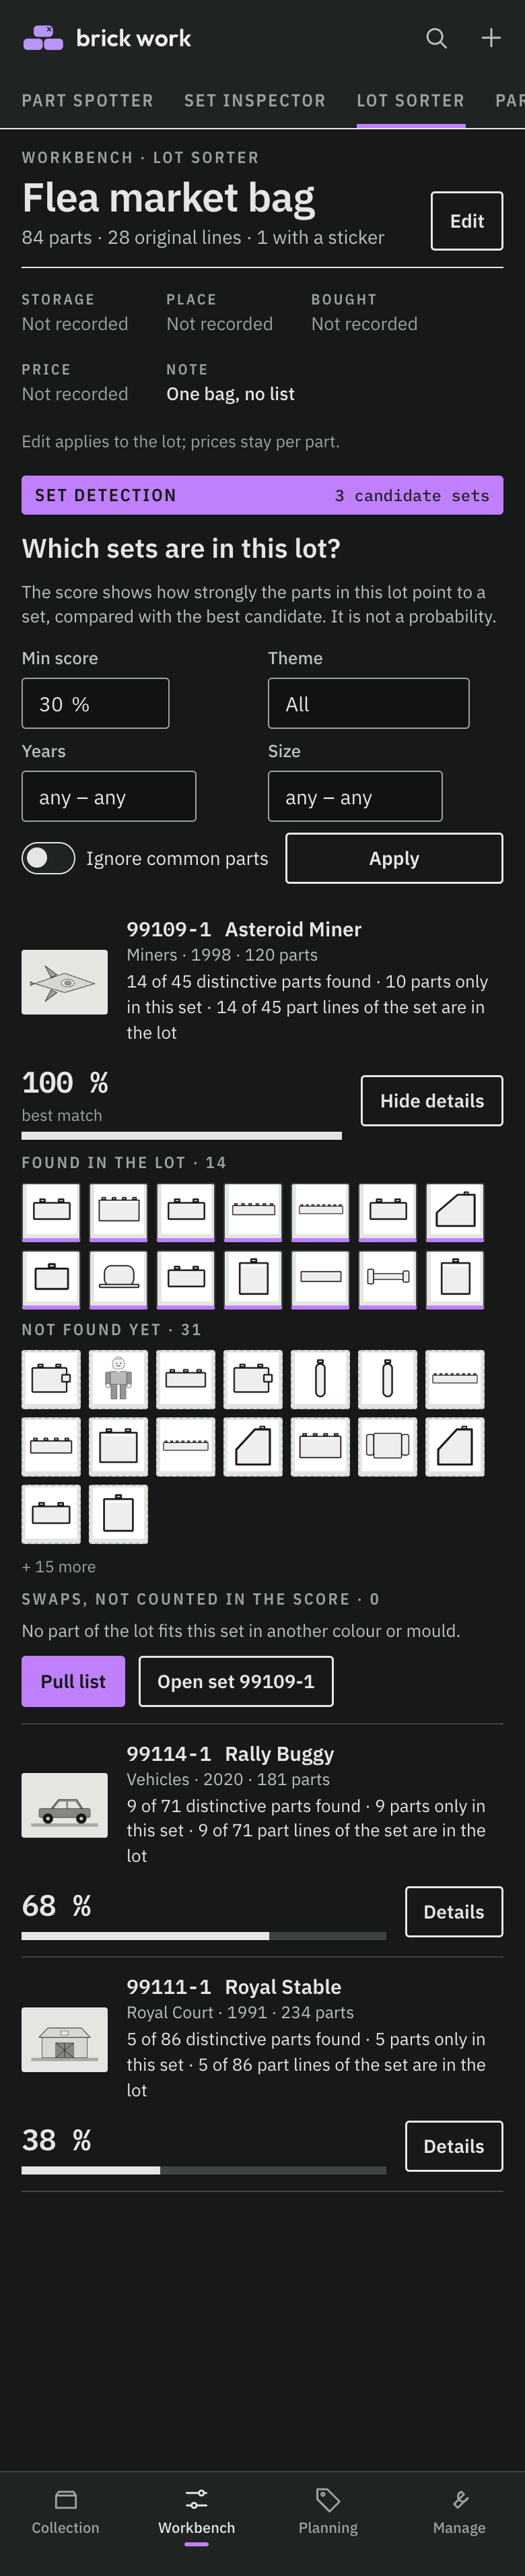 brick work
PART SPOTTER SET INSPECTOR LOT SORTER PAR
WORKBENCH · LOT SORTER
Flea market bag
84 parts · 28 original lines · 1 with a sticker
Edit
STORAGE PLACE BOUGHT
Not recorded Not recorded Not recorded
PRICE NOTE
Not recorded One bag, no list
Edit applies to the lot; prices stay per part.
SET DETECTION 3 candidate sets
Which sets are in this lot?
The score shows how strongly the parts in this lot point to a
set, compared with the best candidate. It is not a probability.
Min score Theme
30 % All
Years Size
any – any any – any
Ignore common parts Apply
99109-1 Asteroid Miner
Miners · 1998 · 120 parts
14 of 45 distinctive parts found · 10 parts only
in this set · 14 of 45 part lines of the set are in
the lot
100 %
best match
Hide details
FOUND IN THE LOT · 14
NOT FOUND YET · 31
+ 15 more
SWAPS, NOT COUNTED IN THE SCORE · 0
No part of the lot fits this set in another colour or mould.
Pull list Open set 99109-1
99114-1 Rally Buggy
Vehicles · 2020 · 181 parts
9 of 71 distinctive parts found · 9 parts only in
this set · 9 of 71 part lines of the set are in the
lot
68 %
Details
99111-1 Royal Stable
Royal Court · 1991 · 234 parts
5 of 86 distinctive parts found · 5 parts only in
this set · 5 of 86 part lines of the set are in the
lot
38 %
Details
Collection Workbench Planning Manage